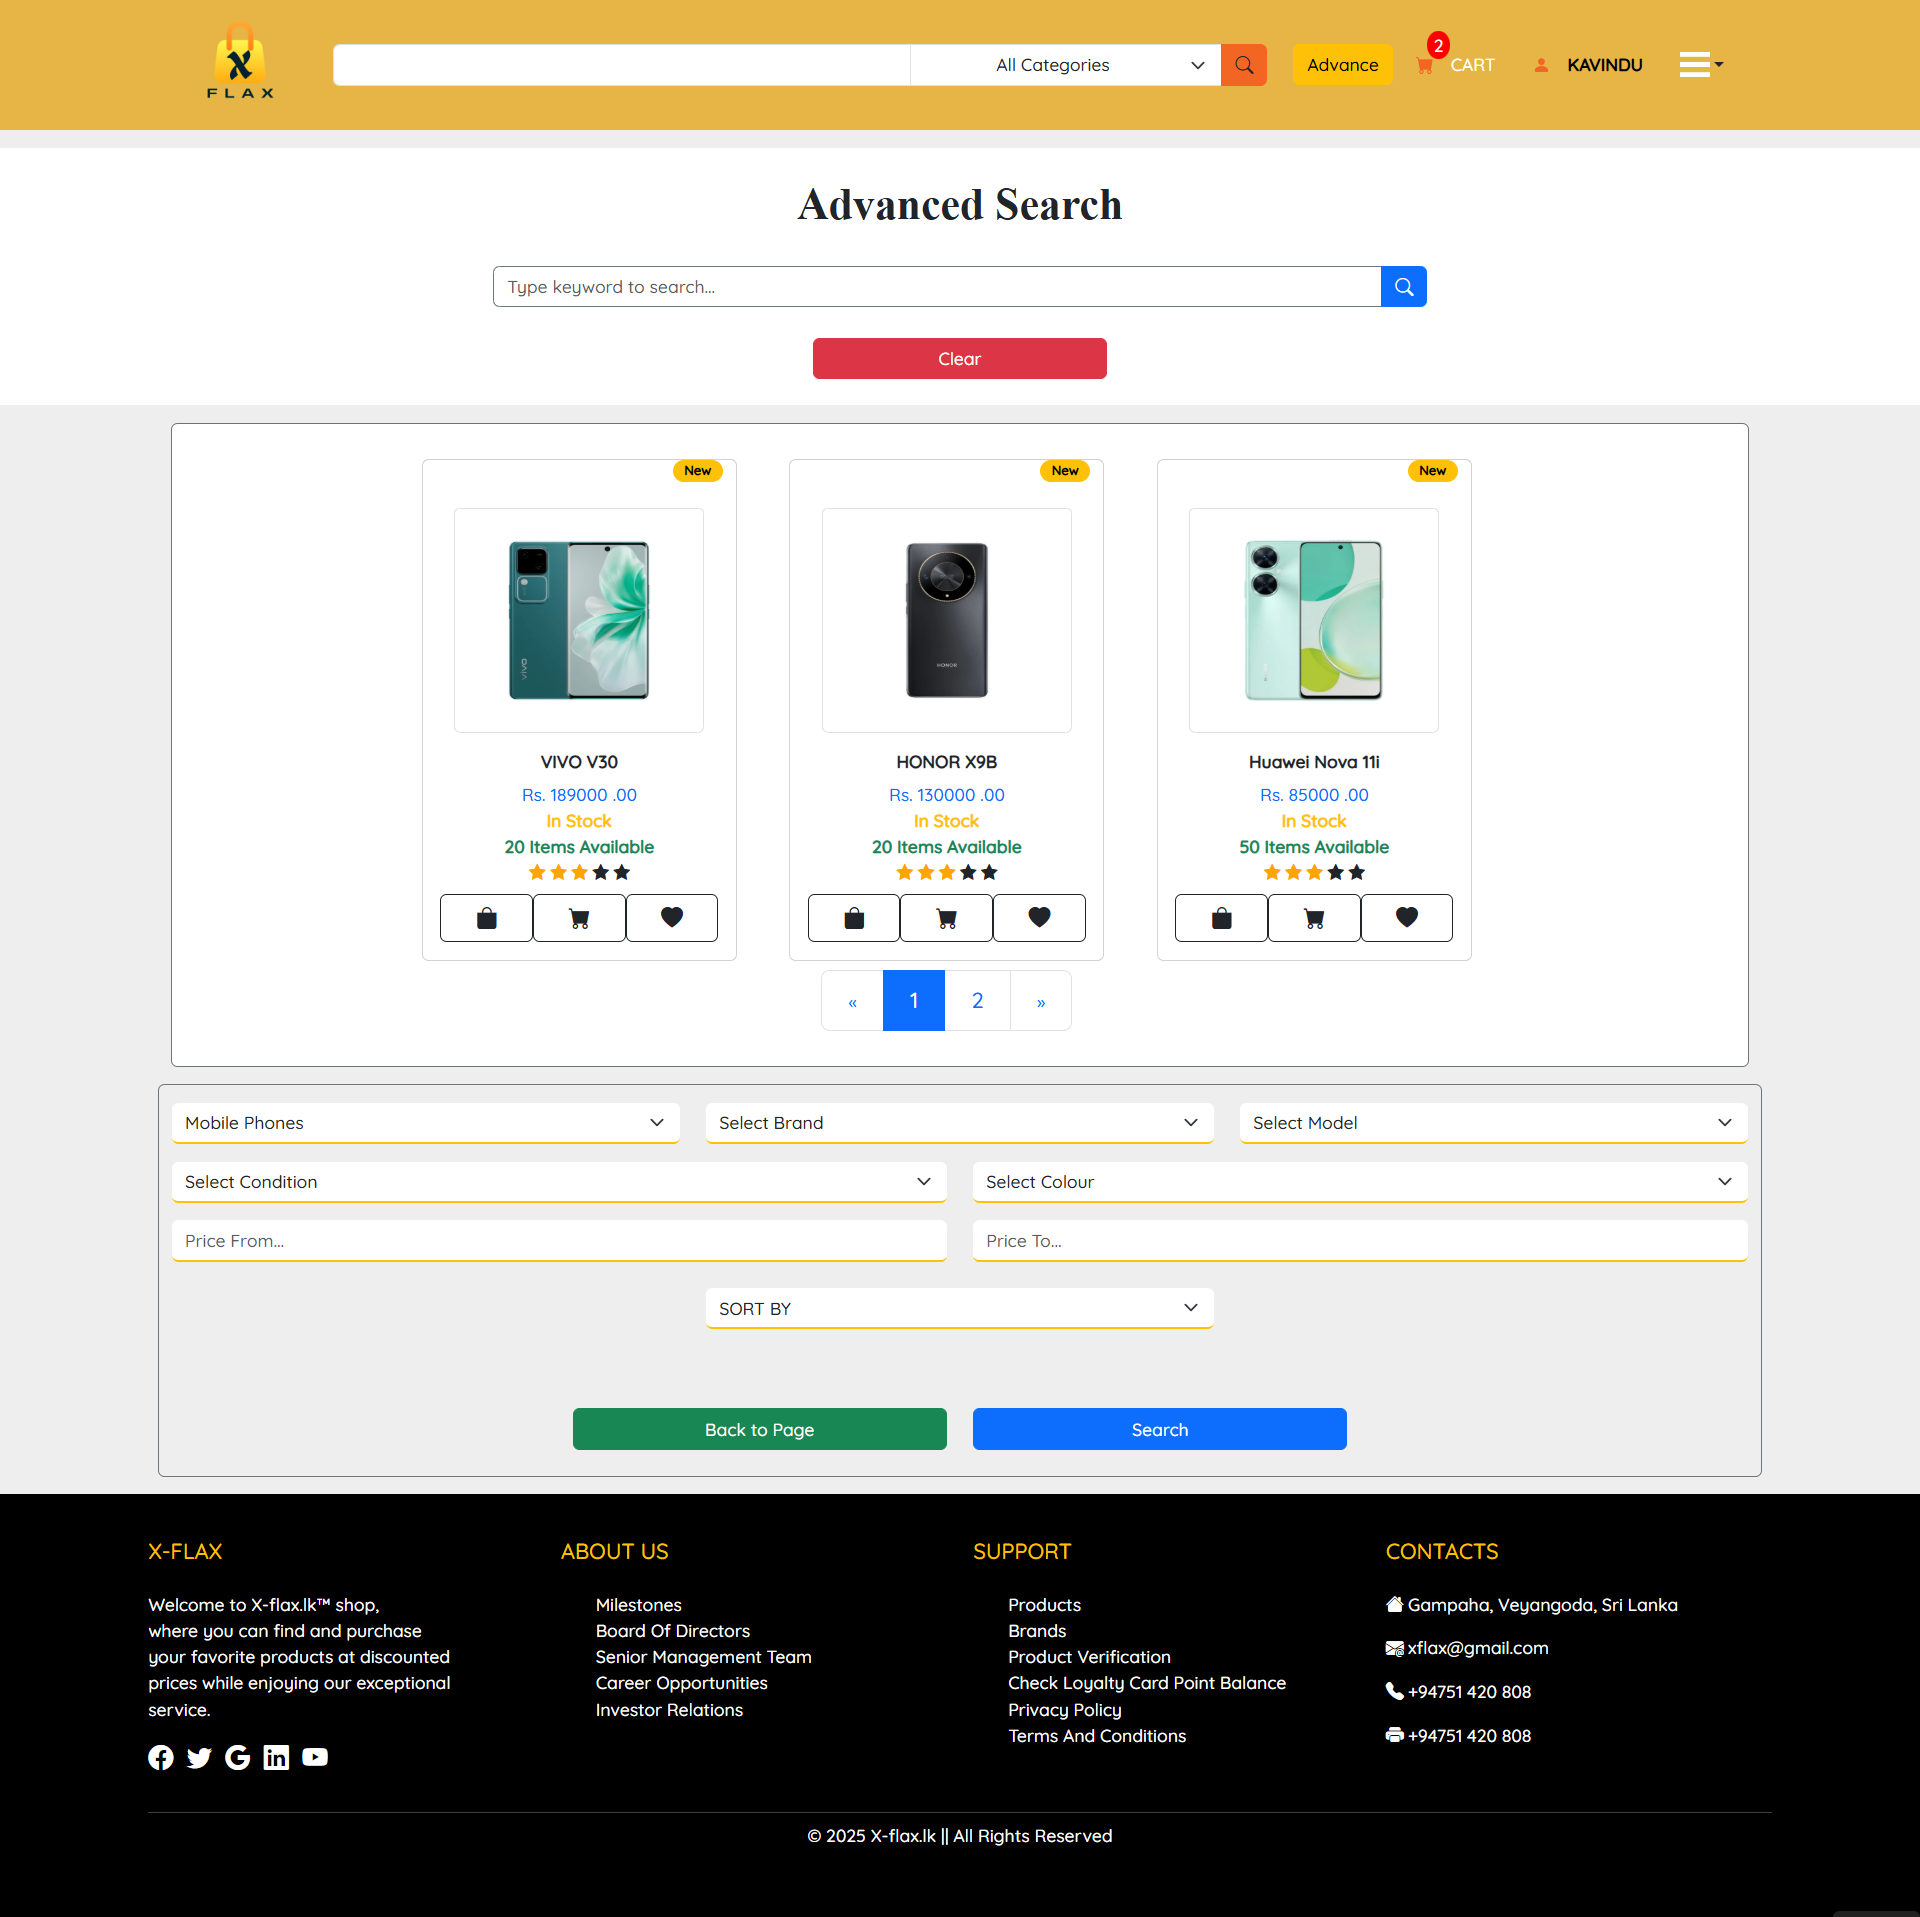 X
FLAX
All Categories
Advance
2
CART
KAVINDU
Advanced Search
Type keyword to search...
Clear
New
New
New
vivo
HONOR
VIVO V30
HONOR X9B
Huawei Nova 11i
Rs. 189000 .00
Rs. 130000 .00
Rs. 85000 .00
In Stock
In Stock
In Stock
20 Items Available
20 Items Available
50 Items Available
« 1 2 »
Mobile Phones
Select Brand
Select Model
Select Condition
Select Colour
Price From...
Price To...
SORT BY
Back to Page
Search
X-FLAX
Welcome to X-flax.lk™ shop,
where you can find and purchase
your favorite products at discounted
prices while enjoying our exceptional
service.
ABOUT US
Milestones
Board Of Directors
Senior Management Team
Career Opportunities
Investor Relations
SUPPORT
Products
Brands
Product Verification
Check Loyalty Card Point Balance
Privacy Policy
Terms And Conditions
CONTACTS
Gampaha, Veyangoda, Sri Lanka
xflax@gmail.com
+94751 420 808
+94751 420 808
© 2025 X-flax.lk || All Rights Reserved